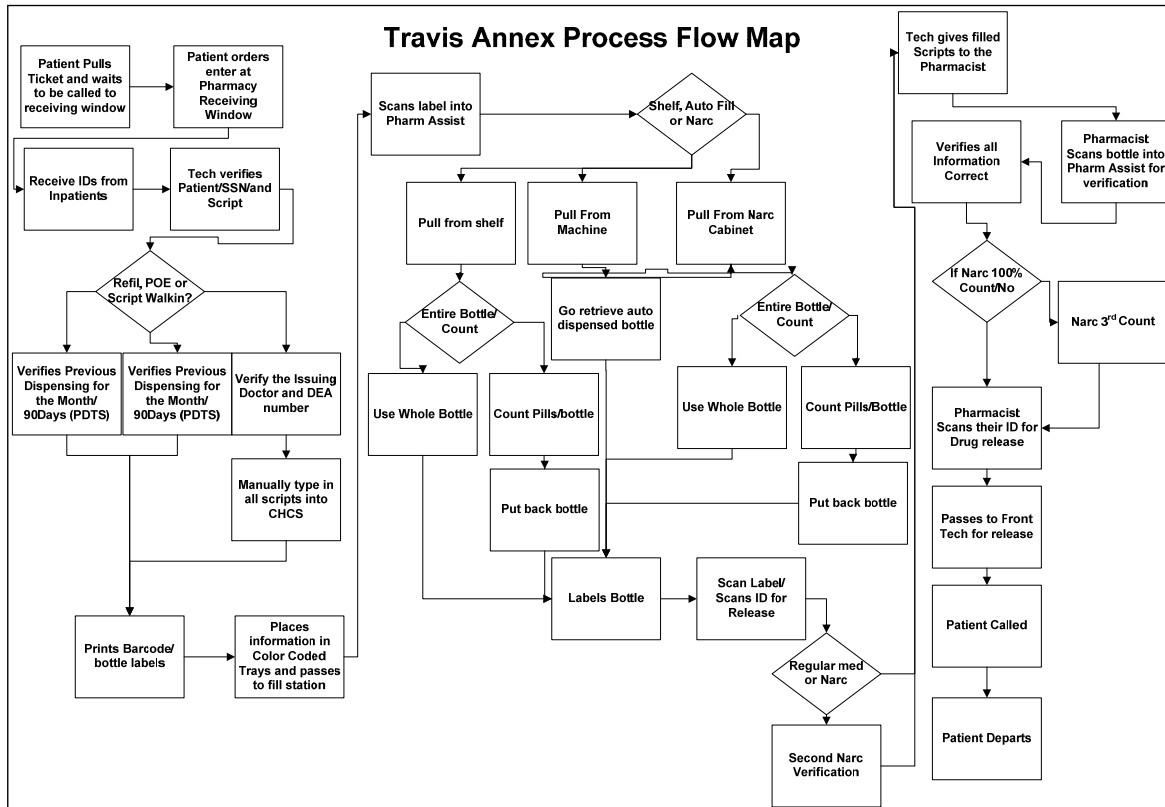 Travis Annex Process Flow Map
Patient Pulls
Ticket and waits
to be called to
receiving window
Patient orders
enter at
Pharmacy
Receiving
Window
Receive IDs from
Inpatients
Tech verifies
Patient/SSN/and
Script
Refil, POE or
Script Walkin?
Verifies Previous
Dispensing for
the Month/
90Days (PDTS)
Verifies Previous
Dispensing for
the Month/
90Days (PDTS)
Verify the Issuing
Doctor and DEA
number
Manually type in
all scripts into
CHCS
Prints Barcode/
bottle labels
Places
information in
Color Coded
Trays and passes
to fill station
Scans label into
Pharm Assist
Shelf, Auto Fill
or Narc
Pull from shelf
Pull From
Machine
Pull From Narc
Cabinet
Entire Bottle/
Count
Go retrieve auto
dispensed bottle
Entire Bottle/
Count
Use Whole Bottle
Count Pills/bottle
Use Whole Bottle
Count Pills/Bottle
Put back bottle
Put back bottle
Labels Bottle
Scan Label/
Scans ID for
Release
Regular med
or Narc
Second Narc
Verification
Tech gives filled
Scripts to the
Pharmacist
Pharmacist
Scans bottle into
Pharm Assist for
verification
Verifies all
Information
Correct
If Narc 100%
Count/No
Narc 3rd Count
Pharmacist
Scans their ID for
Drug release
Passes to Front
Tech for release
Patient Called
Patient Departs